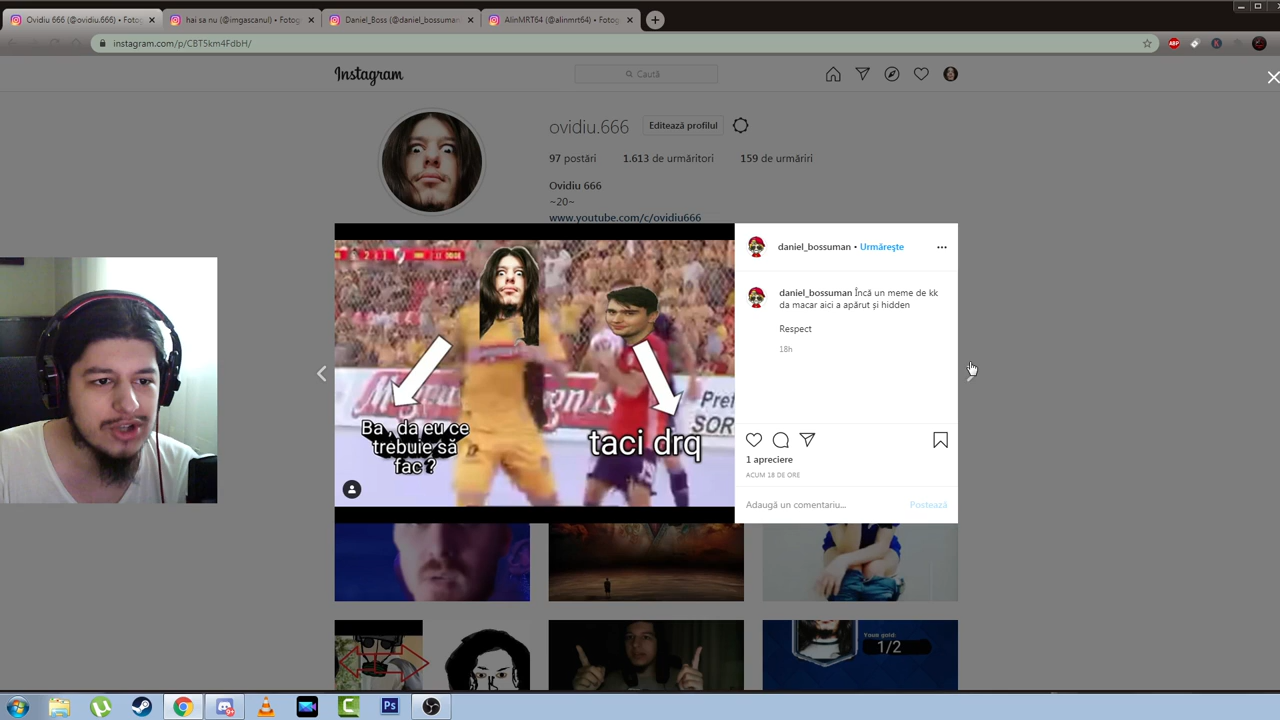 Ovidiu 666 (@ovidiu.666) • Fotog
hai sa nu (@imgascanul) • Fotog
Daniel_Boss (@daniel_bossuman
AlinMRT64 (@alinmrt64) • Fotog
instagram.com/p/CBT5km4FdbH/
ABP
Instagram
Caută
ovidiu.666
Editează profilul
97 postări
1.613 de urmăritori
159 de urmăriri
Ovidiu 666
~20~
www.youtube.com/c/ovidiu666
Ba , da eu ce
trebuie să
fac ?
taci drq
daniel_bossuman • Urmărește
daniel_bossuman Încă un meme de kk
da macar aici a apărut și hidden
Respect
18h
1 apreciere
ACUM 18 DE ORE
Adaugă un comentariu...
Postează
Your gold:
1/2
Ps